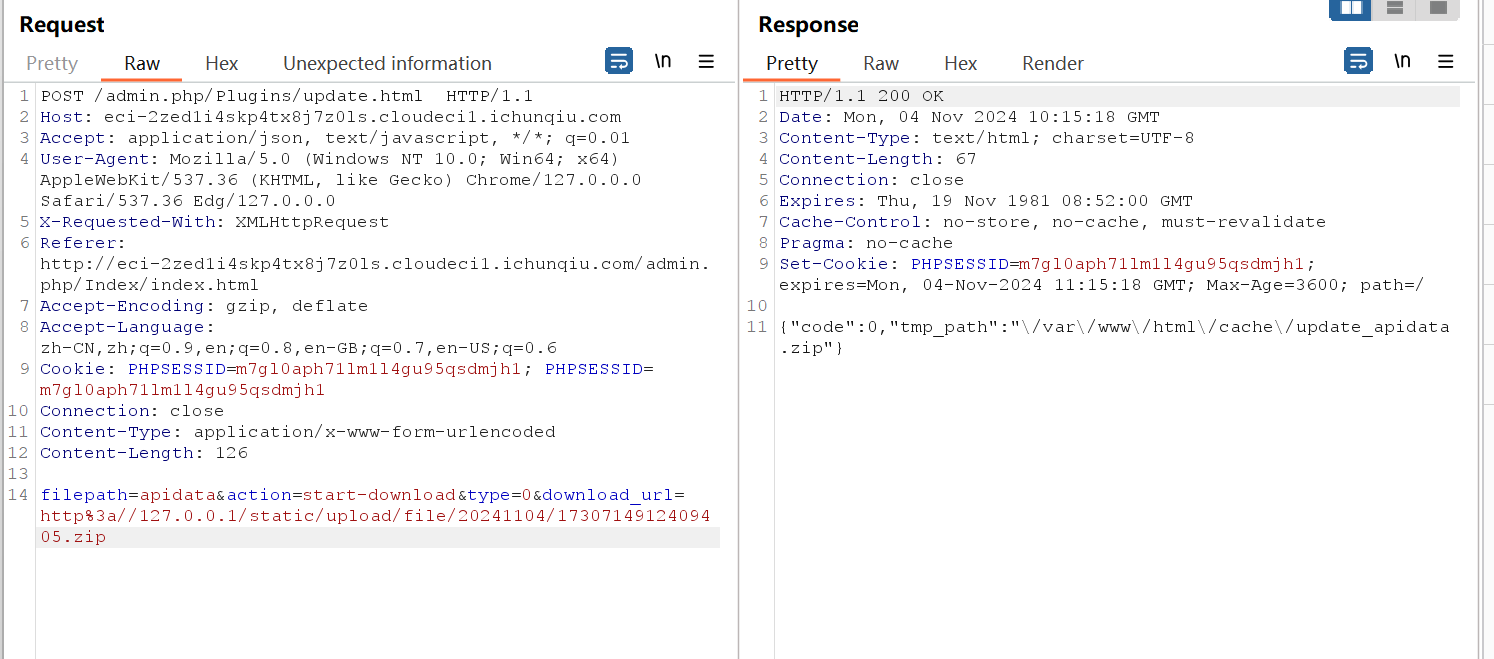 Request
Pretty Raw Hex Unexpected information \n
1 POST /admin.php/Plugins/update.html HTTP/1.1
2 Host: eci-2zed1i4skp4tx8j7z0ls.cloudeci1.ichunqiu.com
3 Accept: application/json, text/javascript, */*; q=0.01
4 User-Agent: Mozilla/5.0 (Windows NT 10.0; Win64; x64)
AppleWebKit/537.36 (KHTML, like Gecko) Chrome/127.0.0.0
Safari/537.36 Edg/127.0.0.0
5 X-Requested-With: XMLHttpRequest
6 Referer:
http://eci-2zed1i4skp4tx8j7z0ls.cloudeci1.ichunqiu.com/admin.
php/Index/index.html
7 Accept-Encoding: gzip, deflate
8 Accept-Language:
zh-CN,zh;q=0.9,en;q=0.8,en-GB;q=0.7,en-US;q=0.6
9 Cookie: PHPSESSID=m7gl0aph71lm1l4gu95qsdmjh1; PHPSESSID=
m7gl0aph71lm1l4gu95qsdmjh1
10 Connection: close
11 Content-Type: application/x-www-form-urlencoded
12 Content-Length: 126
13
14 filepath=apidata&action=start-download&type=0&download_url=
http%3a//127.0.0.1/static/upload/file/20241104/17307149124094
05.zip
Response
Pretty Raw Hex Render \n
1 HTTP/1.1 200 OK
2 Date: Mon, 04 Nov 2024 10:15:18 GMT
3 Content-Type: text/html; charset=UTF-8
4 Content-Length: 67
5 Connection: close
6 Expires: Thu, 19 Nov 1981 08:52:00 GMT
7 Cache-Control: no-store, no-cache, must-revalidate
8 Pragma: no-cache
9 Set-Cookie: PHPSESSID=m7gl0aph71lm1l4gu95qsdmjh1;
expires=Mon, 04-Nov-2024 11:15:18 GMT; Max-Age=3600; path=/
10
11 {"code":0,"tmp_path":"\/var\/www\/html\/cache\/update_apidata
.zip"}